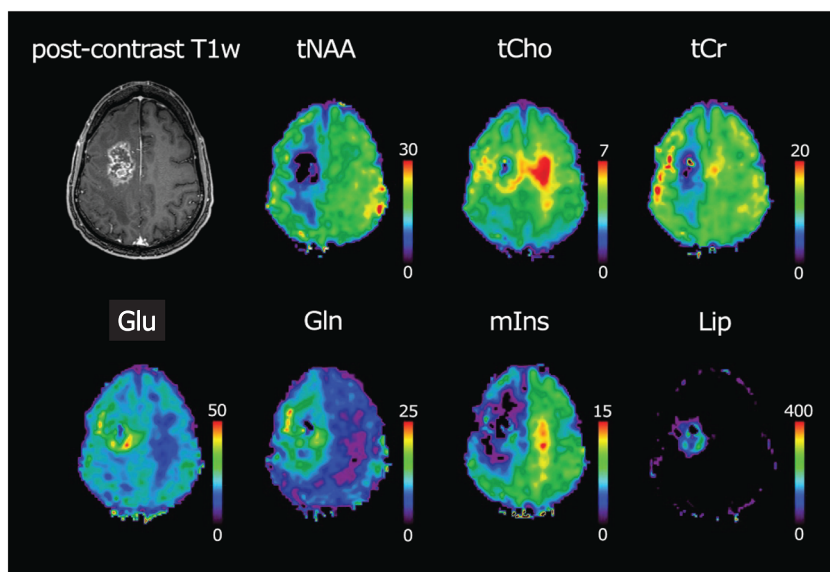 post-contrast T1w tNAA tCho tCr
30 7 20
0 0 0
Glu Gln mIns Lip
50 25 15 400
0 0 0 0